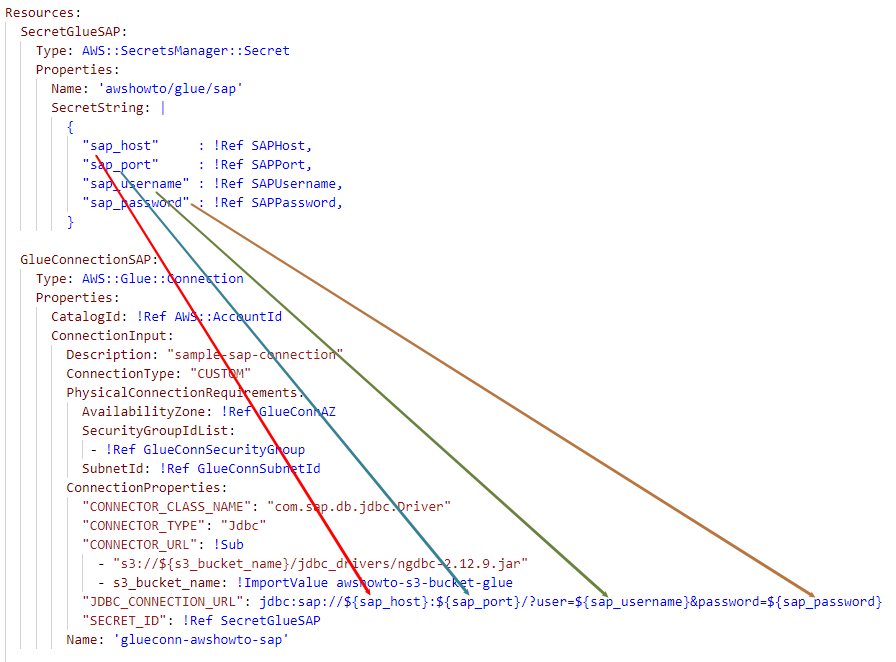 Resources:
SecretGlueSAP:
Type: AWS::SecretsManager::Secret
Properties:
Name: 'awshowto/glue/sap'
SecretString: |
{
"sap_host" : !Ref SAPHost,
"sap_port" : !Ref SAPPort,
"sap_username" : !Ref SAPUsername,
"sap_password" : !Ref SAPPassword,
}
GlueConnectionSAP:
Type: AWS::Glue::Connection
Properties:
CatalogId: !Ref AWS::AccountId
ConnectionInput:
Description: "sample-sap-connection"
ConnectionType: "CUSTOM"
PhysicalConnectionRequirements:
AvailabilityZone: !Ref GlueConnAZ
SecurityGroupIdList:
- !Ref GlueConnSecurityGroup
SubnetId: !Ref GlueConnSubnetId
ConnectionProperties:
"CONNECTOR_CLASS_NAME": "com.sap.db.jdbc.Driver"
"CONNECTOR_TYPE": "Jdbc"
"CONNECTOR_URL": !Sub
- "s3://${s3_bucket_name}/jdbc_drivers/ngdbc-2.12.9.jar"
- s3_bucket_name: !ImportValue awshowto-s3-bucket-glue
"JDBC_CONNECTION_URL": jdbc:sap://${sap_host}:${sap_port}/?user=${sap_username}&password=${sap_password}
"SECRET_ID": !Ref SecretGlueSAP
Name: 'glueconn-awshowto-sap'